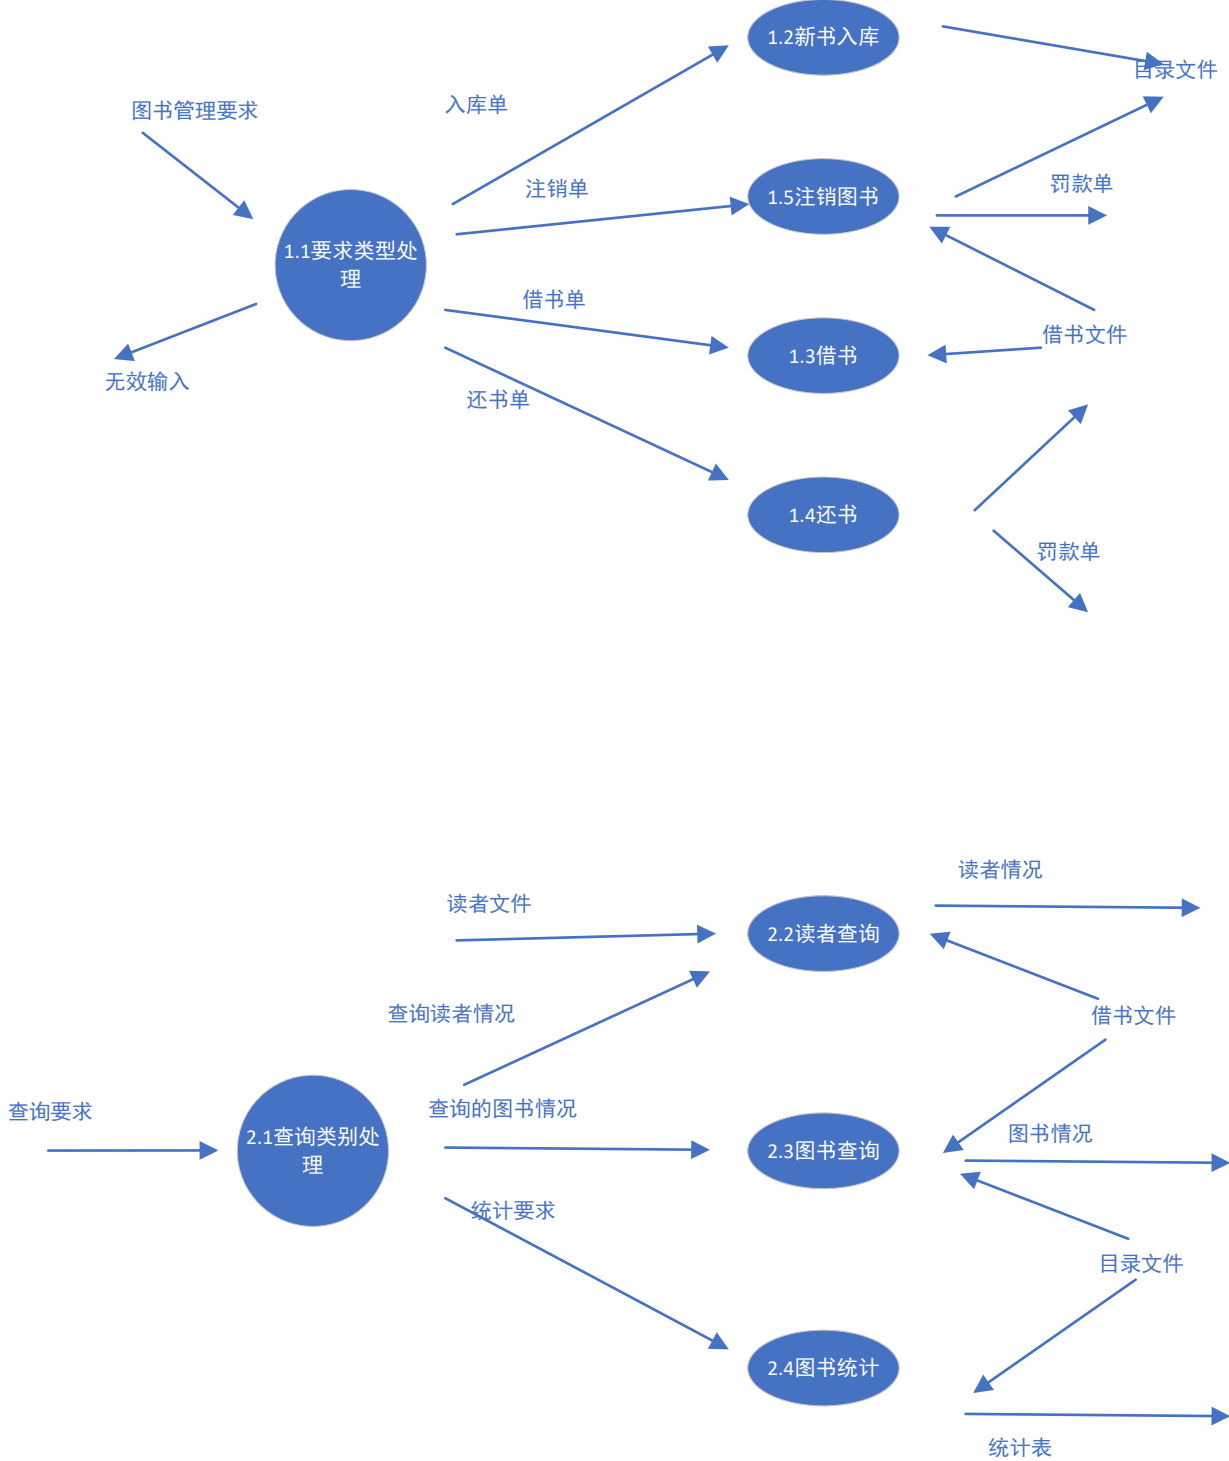 1.2新书入库
目录文件
入库单
图书管理要求
注销单
1.5注销图书
罚款单
1.1要求类型处
理
借书单
借书文件
1.3借书
无效输入
还书单
1.4还书
罚款单
读者情况
读者文件
2.2读者查询
查询读者情况
借书文件
查询要求
查询的图书情况
图书情况
2.1查询类别处
理
2.3图书查询
统计要求
目录文件
2.4图书统计
统计表